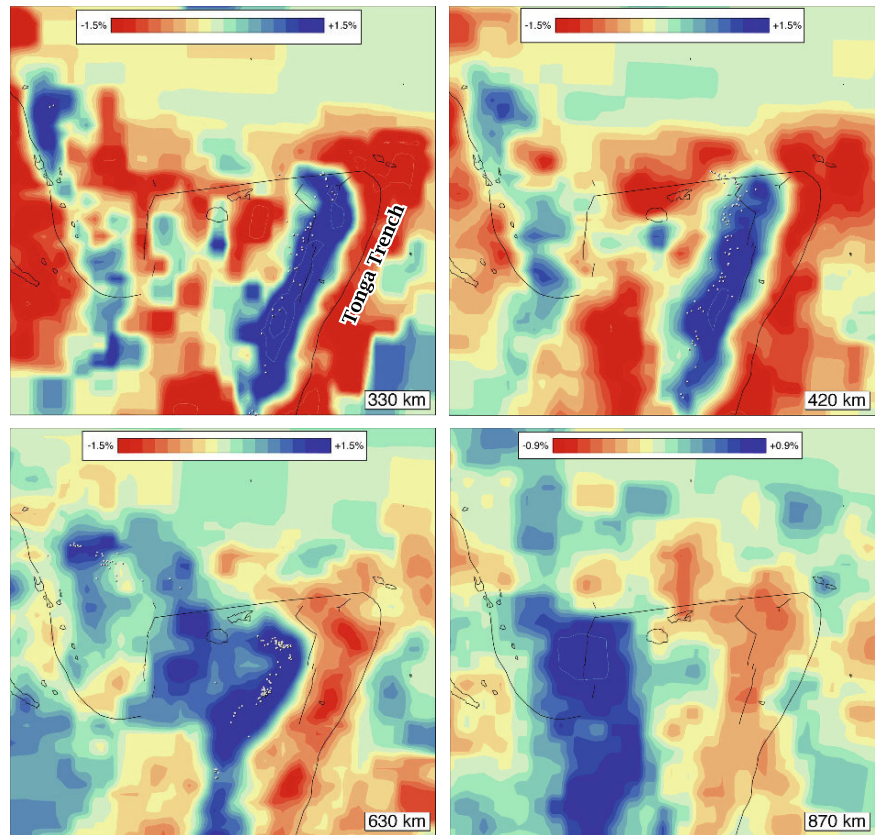 -1.5% +1.5%
-1.5% +1.5%
Tonga Trench
330 km
420 km
-1.5% +1.5%
-0.9% +0.9%
630 km
870 km